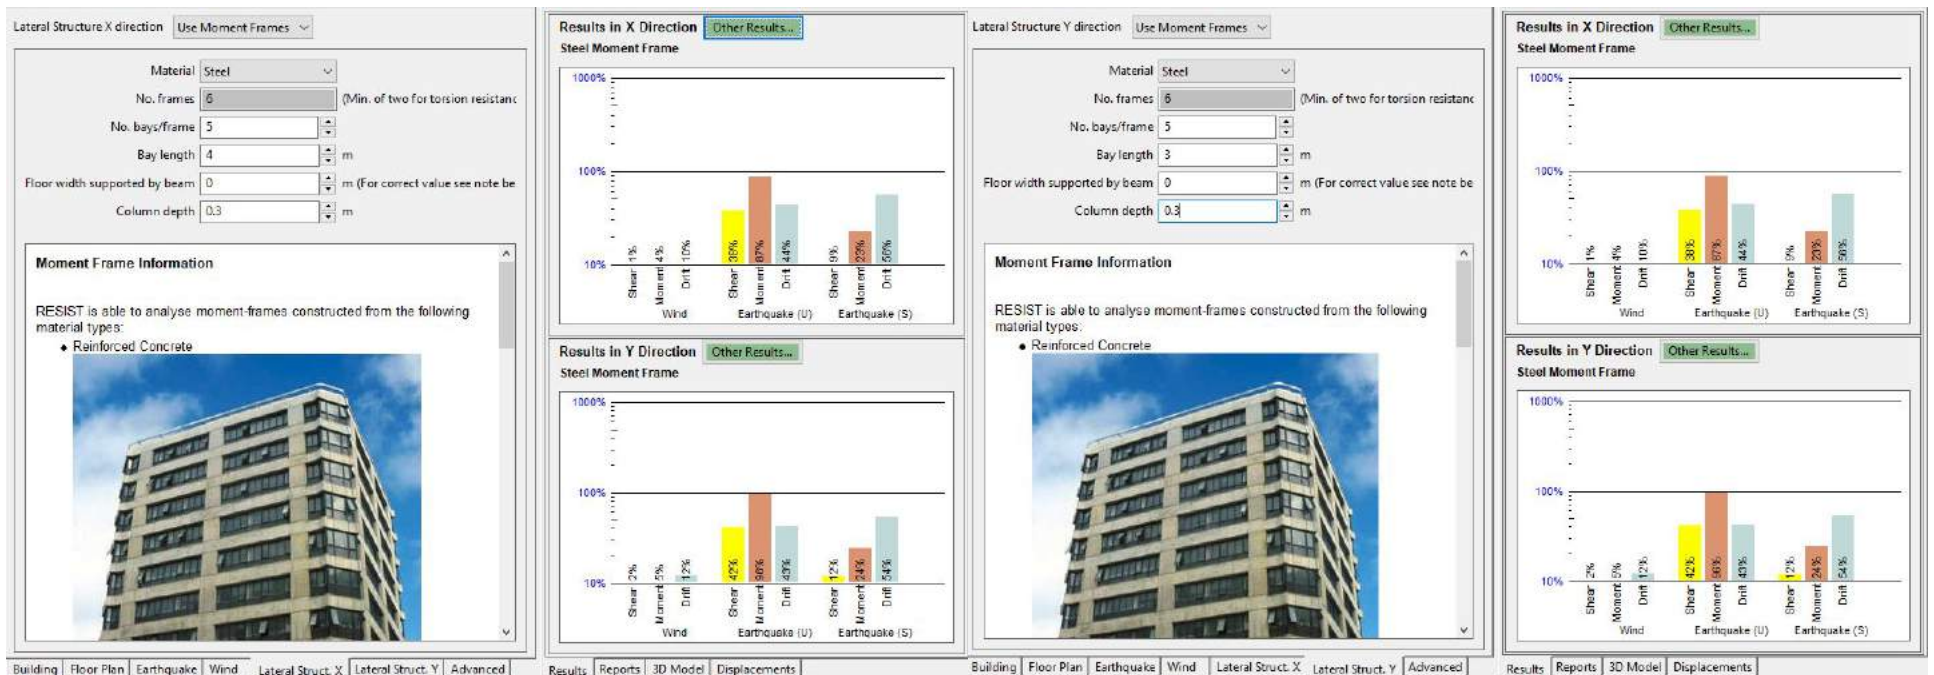 Lateral Structure X direction Use Moment Frames
Material Steel
No. frames 6 (Min. of two for torsion resistanc
No. bays/frame 5
Bay length 4 m
Floor width supported by beam 0 m (For correct value see note be
Column depth 0.3 m
Moment Frame Information
RESIST is able to analyse moment-frames constructed from the following
material types:
• Reinforced Concrete
Building Floor Plan Earthquake Wind Lateral Struct. X Lateral Struct. Y Advanced
Results in X Direction Other Results...
Steel Moment Frame
1000%
100%
10%
Shear 1% Moment 4% Drift 10% Shear 38% Moment 87% Drift 44% Shear 9% Moment 23% Drift 56%
Wind Earthquake (U) Earthquake (S)
Results in Y Direction Other Results...
Steel Moment Frame
1000%
100%
10%
Shear 2% Moment 5% Drift 12% Shear 42% Moment 96% Drift 43% Shear 12% Moment 24% Drift 54%
Wind Earthquake (U) Earthquake (S)
Results Reports 3D Model Displacements
Lateral Structure Y direction Use Moment Frames
Material Steel
No. frames 6 (Min. of two for torsion resistanc
No. bays/frame 5
Bay length 3 m
Floor width supported by beam 0 m (For correct value see note be
Column depth 0.3 m
Moment Frame Information
RESIST is able to analyse moment-frames constructed from the following
material types:
• Reinforced Concrete
Building Floor Plan Earthquake Wind Lateral Struct. X Lateral Struct. Y Advanced
Results in X Direction Other Results...
Steel Moment Frame
1000%
100%
10%
Shear 1% Moment 4% Drift 10% Shear 38% Moment 87% Drift 44% Shear 9% Moment 23% Drift 56%
Wind Earthquake (U) Earthquake (S)
Results in Y Direction Other Results...
Steel Moment Frame
1000%
100%
10%
Shear 2% Moment 5% Drift 12% Shear 42% Moment 96% Drift 43% Shear 12% Moment 24% Drift 54%
Wind Earthquake (U) Earthquake (S)
Results Reports 3D Model Displacements